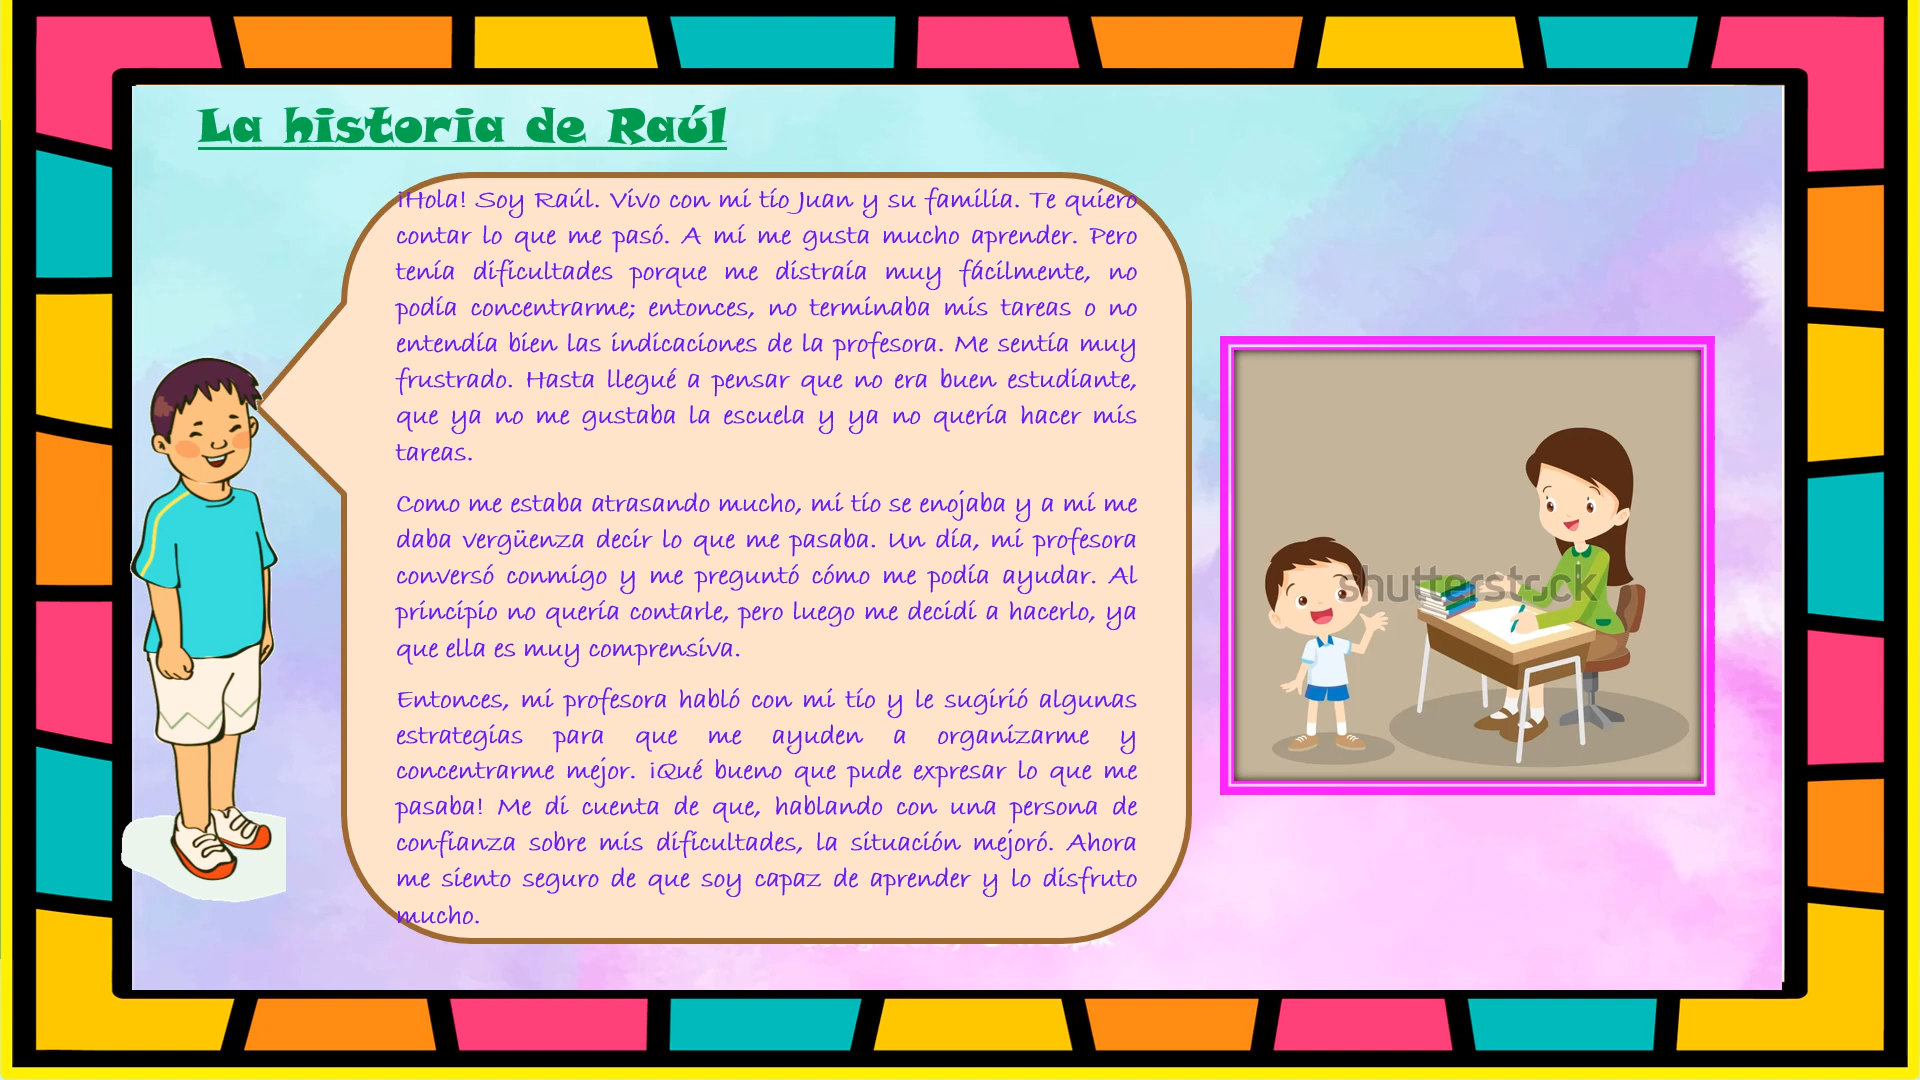 La historia de Raúl
¡Hola! Soy Raúl. Vivo con mi tío Juan y su familia. Te quiero
contar lo que me pasó. A mí me gusta mucho aprender. Pero
tenía dificultades porque me distraía muy fácilmente, no
podía concentrarme; entonces, no terminaba mis tareas o no
entendía bien las indicaciones de la profesora. Me sentía muy
frustrado. Hasta llegué a pensar que no era buen estudiante,
que ya no me gustaba la escuela y ya no quería hacer mis
tareas.
Como me estaba atrasando mucho, mi tío se enojaba y a mí me
daba vergüenza decir lo que me pasaba. Un día, mi profesora
conversó conmigo y me preguntó cómo me podía ayudar. Al
principio no quería contarle, pero luego me decidí a hacerlo, ya
que ella es muy comprensiva.
Entonces, mi profesora habló con mi tío y le sugirió algunas
estrategias para que me ayuden a organizarme y
concentrarme mejor. ¡Qué bueno que pude expresar lo que me
pasaba! Me di cuenta de que, hablando con una persona de
confianza sobre mis dificultades, la situación mejoró. Ahora
me siento seguro de que soy capaz de aprender y lo disfruto
mucho.
shutterstock